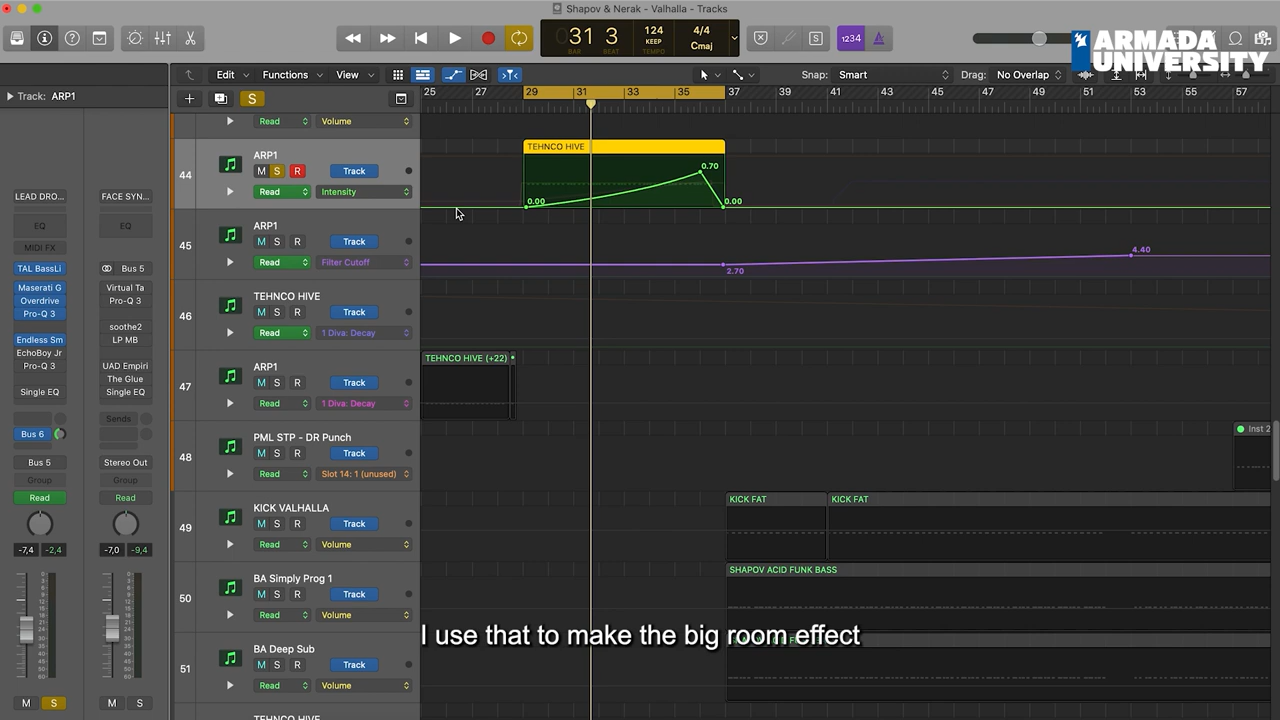 Shapov & Nerak - Valhalla - Tracks
31 3
BAR BEAT
124
KEEP
TEMPO
4/4
Cmaj
1234
ARMADA
UNIVERSITY
Track: ARP1
Edit
Functions
View
Snap: Smart
Drag: No Overlap
S
25 27 29 31 33 35 37 39 41 43 45 47 49 51 53 55 57
Read Volume
44
ARP1
M S R Track
Read Intensity
TEHNCO HIVE
0.00
0.70
0.00
45
ARP1
M S R Track
Read Filter Cutoff
2.70
4.40
46
TEHNCO HIVE
M S R Track
Read 1 Diva: Decay
47
ARP1
M S R Track
Read 1 Diva: Decay
TEHNCO HIVE (+22)
48
PML STP - DR Punch
M S R Track
Read Slot 14: 1 (unused)
Inst 2
49
KICK VALHALLA
M S R Track
Read Volume
KICK FAT
KICK FAT
50
BA Simply Prog 1
M S R Track
Read Volume
SHAPOV ACID FUNK BASS
51
BA Deep Sub
M S R Track
Read Volume
I use that to make the big room effect
LEAD DRO...
EQ
MIDI FX
TAL BassLi
Maserati G
Overdrive
Pro-Q 3
Endless Sm
EchoBoy Jr
Pro-Q 3
Single EQ
Bus 6
Bus 5
Group
Read
-7,4 -2,4
M S
FACE SYN...
EQ
Bus 5
Virtual Ta
Pro-Q 3
soothe2
LP MB
UAD Empiri
The Glue
Single EQ
Sends
Stereo Out
Group
Read
-7,0 -9,4
M S